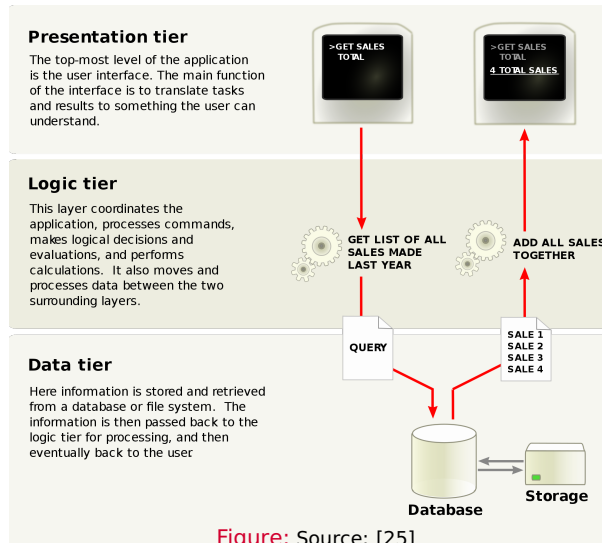 Presentation tier
The top-most level of the application
is the user interface. The main function
of the interface is to translate tasks
and results to something the user can
understand.
>GET SALES
TOTAL
>GET SALES
TOTAL
4 TOTAL SALES
Logic tier
This layer coordinates the
application, processes commands,
makes logical decisions and
evaluations, and performs
calculations. It also moves and
processes data between the two
surrounding layers.
GET LIST OF ALL
SALES MADE
LAST YEAR
ADD ALL SALES
TOGETHER
QUERY
SALE 1
SALE 2
SALE 3
SALE 4
Data tier
Here information is stored and retrieved
from a database or file system. The
information is then passed back to the
logic tier for processing, and then
eventually back to the user.
Database
Storage
Figure: Source: [25]